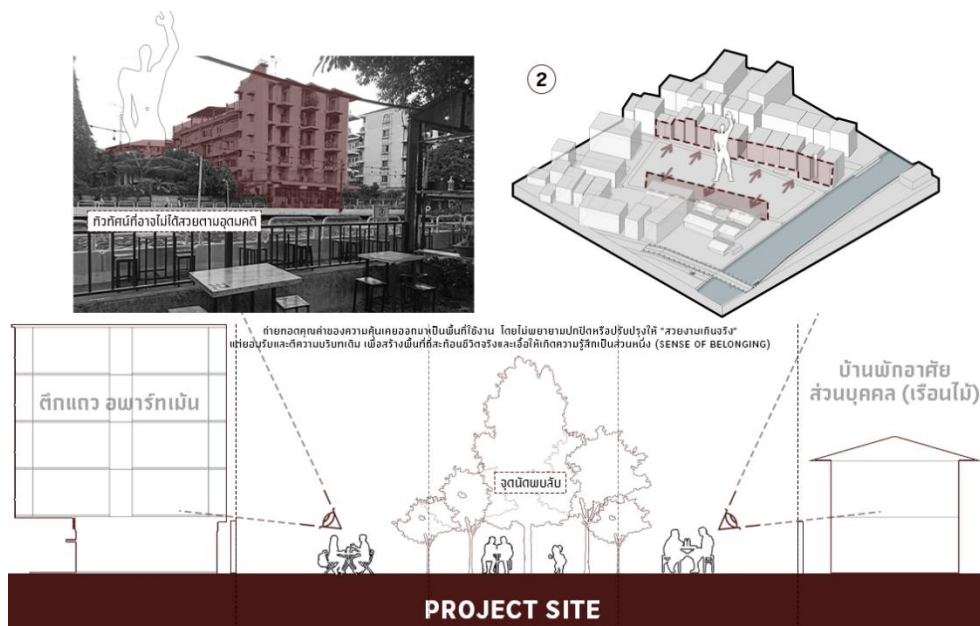 2
ทิวทัศน์ที่อาจไม่ได้สวยตามอุดมคติ
ถ่ายทอดคุณค่าของความคุ้นเคยออกมาเป็นพื้นที่ใช้งาน โดยไม่พยายามปกปิดหรือปรับปรุงให้ "สวยงามเกินจริง"
แต่ยอมรับและตีความบริบทเดิม เพื่อสร้างพื้นที่ที่สะท้อนชีวิตจริงและเอื้อให้เกิดความรู้สึกเป็นส่วนหนึ่ง (SENSE OF BELONGING)
ตึกแถว อพาร์ทเม้น
บ้านพักอาศัย
ส่วนบุคคล (เรือนไม้)
จุดนัดพบลับ
PROJECT SITE